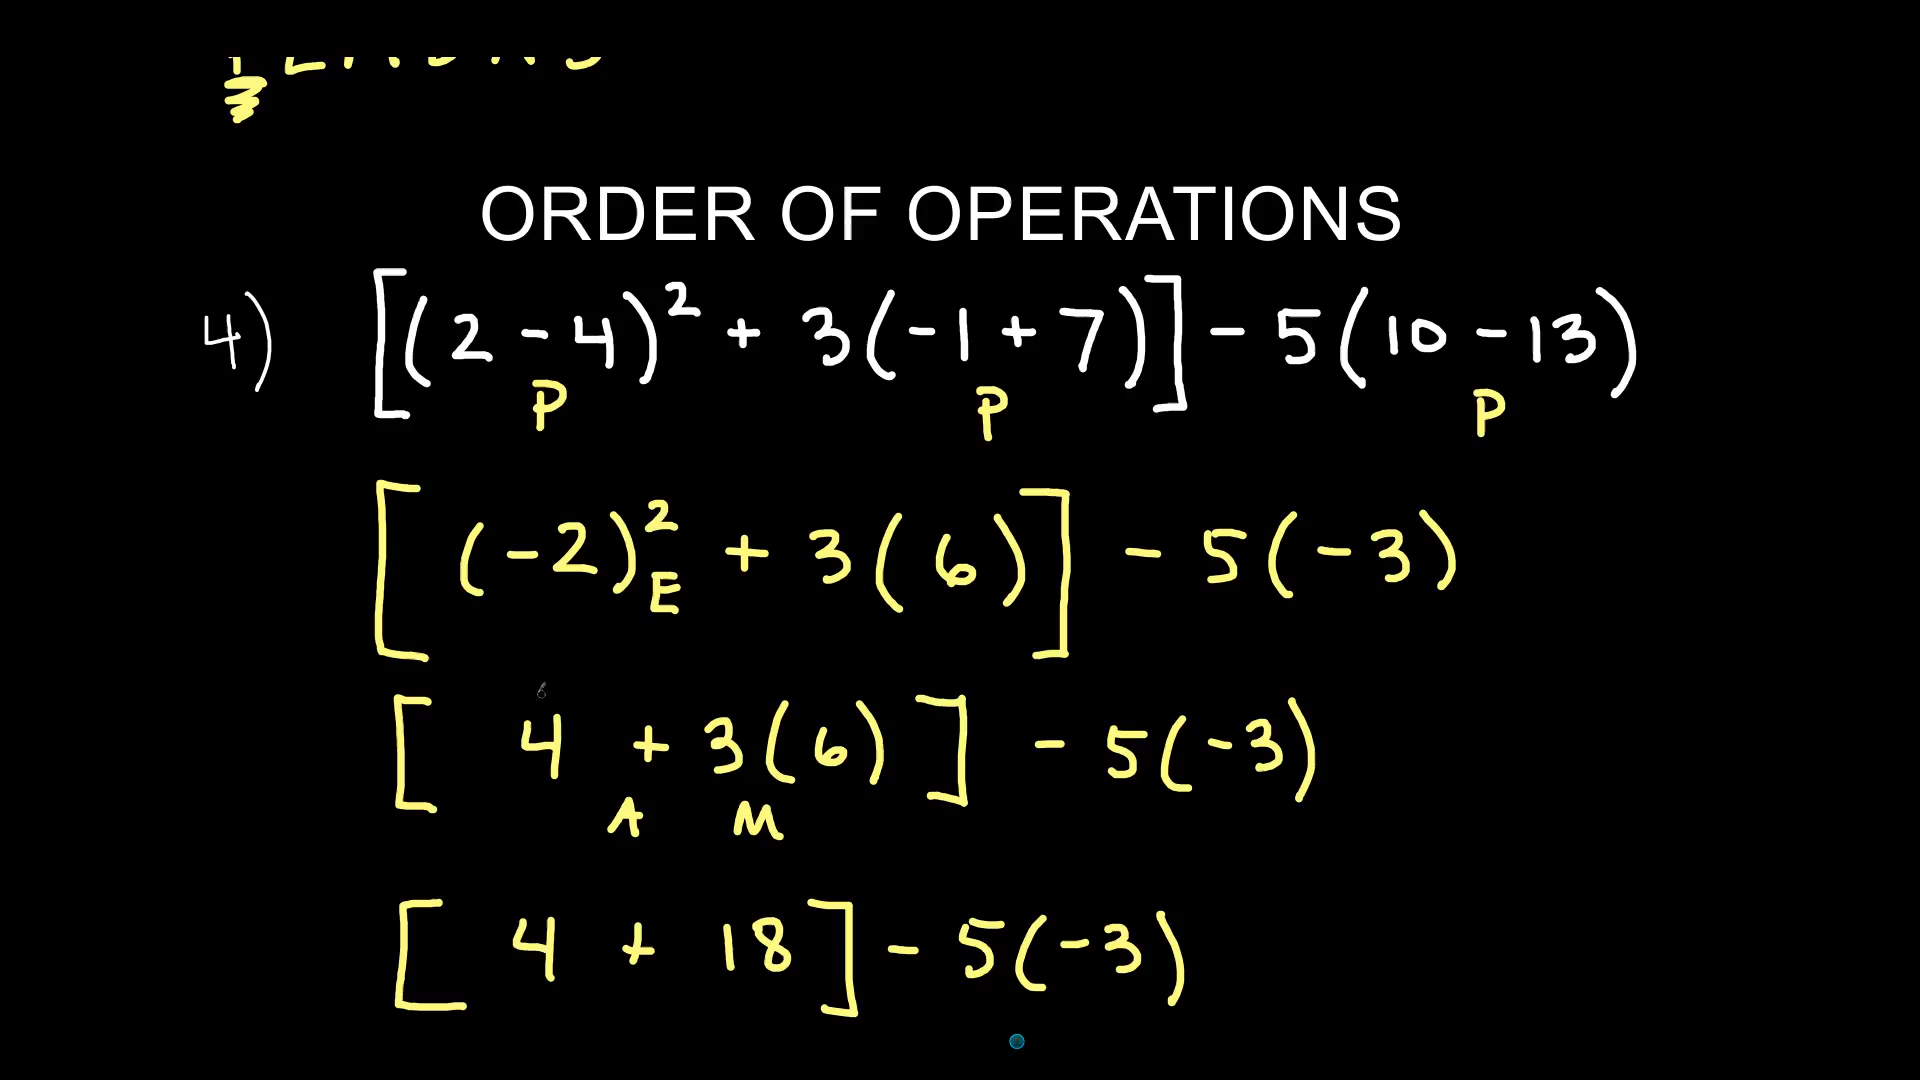 ORDER OF OPERATIONS
4) [(2 - 4)² + 3(-1 + 7)] - 5(10 - 13)
P P P
[(-2)² + 3(6)] - 5(-3)
E
[4 + 3(6)] - 5(-3)
A M
[4 + 18] - 5(-3)